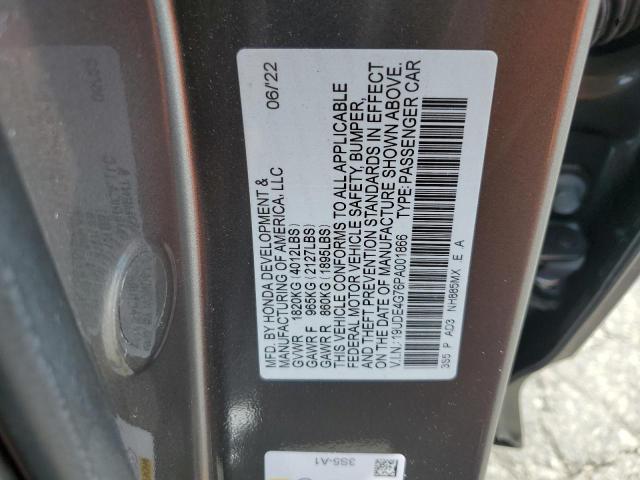 MFD. BY HONDA DEVELOPMENT & 06/22
MANUFACTURING OF AMERICA, LLC
GVWR 1820KG (4012LBS)
GAWR F 965KG (2127LBS)
GAWR R 860KG (1895LBS)
THIS VEHICLE CONFORMS TO ALL APPLICABLE
FEDERAL MOTOR VEHICLE SAFETY, BUMPER,
AND THEFT PREVENTION STANDARDS IN EFFECT
ON THE DATE OF MANUFACTURE SHOWN ABOVE.
V.I.N.:19UDE4G76PA001866 TYPE:PASSENGER CAR
3S5 P AD3 NH885MX E A
3S5-A1